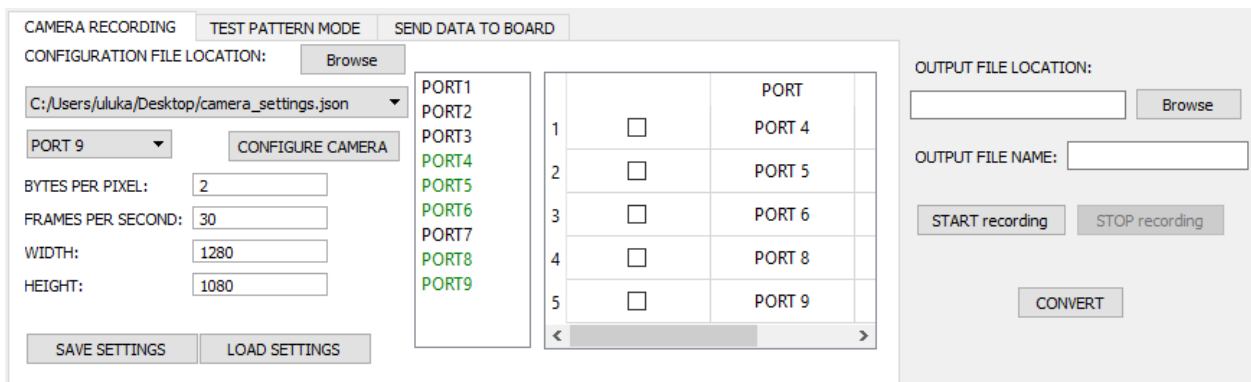 CAMERA RECORDING TEST PATTERN MODE SEND DATA TO BOARD
CONFIGURATION FILE LOCATION: Browse
C:/Users/uluka/Desktop/camera_settings.json
PORT 9 CONFIGURE CAMERA
BYTES PER PIXEL: 2
FRAMES PER SECOND: 30
WIDTH: 1280
HEIGHT: 1080
SAVE SETTINGS LOAD SETTINGS
PORT1
PORT2
PORT3
PORT4
PORT5
PORT6
PORT7
PORT8
PORT9
PORT
1 PORT 4
2 PORT 5
3 PORT 6
4 PORT 8
5 PORT 9
OUTPUT FILE LOCATION:
Browse
OUTPUT FILE NAME:
START recording STOP recording
CONVERT